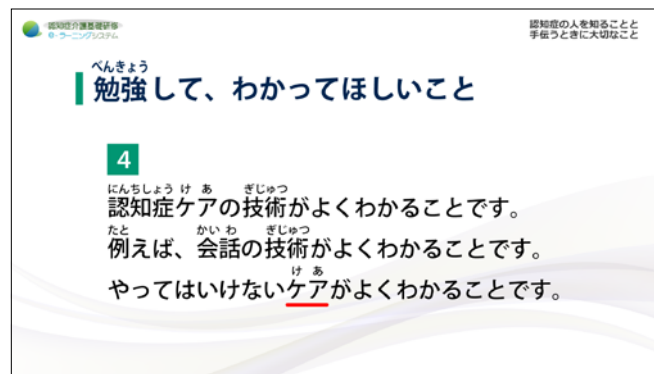 認知症介護基礎研修
e-ラーニングシステム
認知症の人を知ることと
手伝うときに大切なこと
べんきょう
勉強して、わかってほしいこと
4
にんちしょう け あ ぎじゅつ
認知症ケアの技術がよくわかることです。
たと かい わ ぎじゅつ
例えば、会話の技術がよくわかることです。
け あ
やってはいけないケアがよくわかることです。